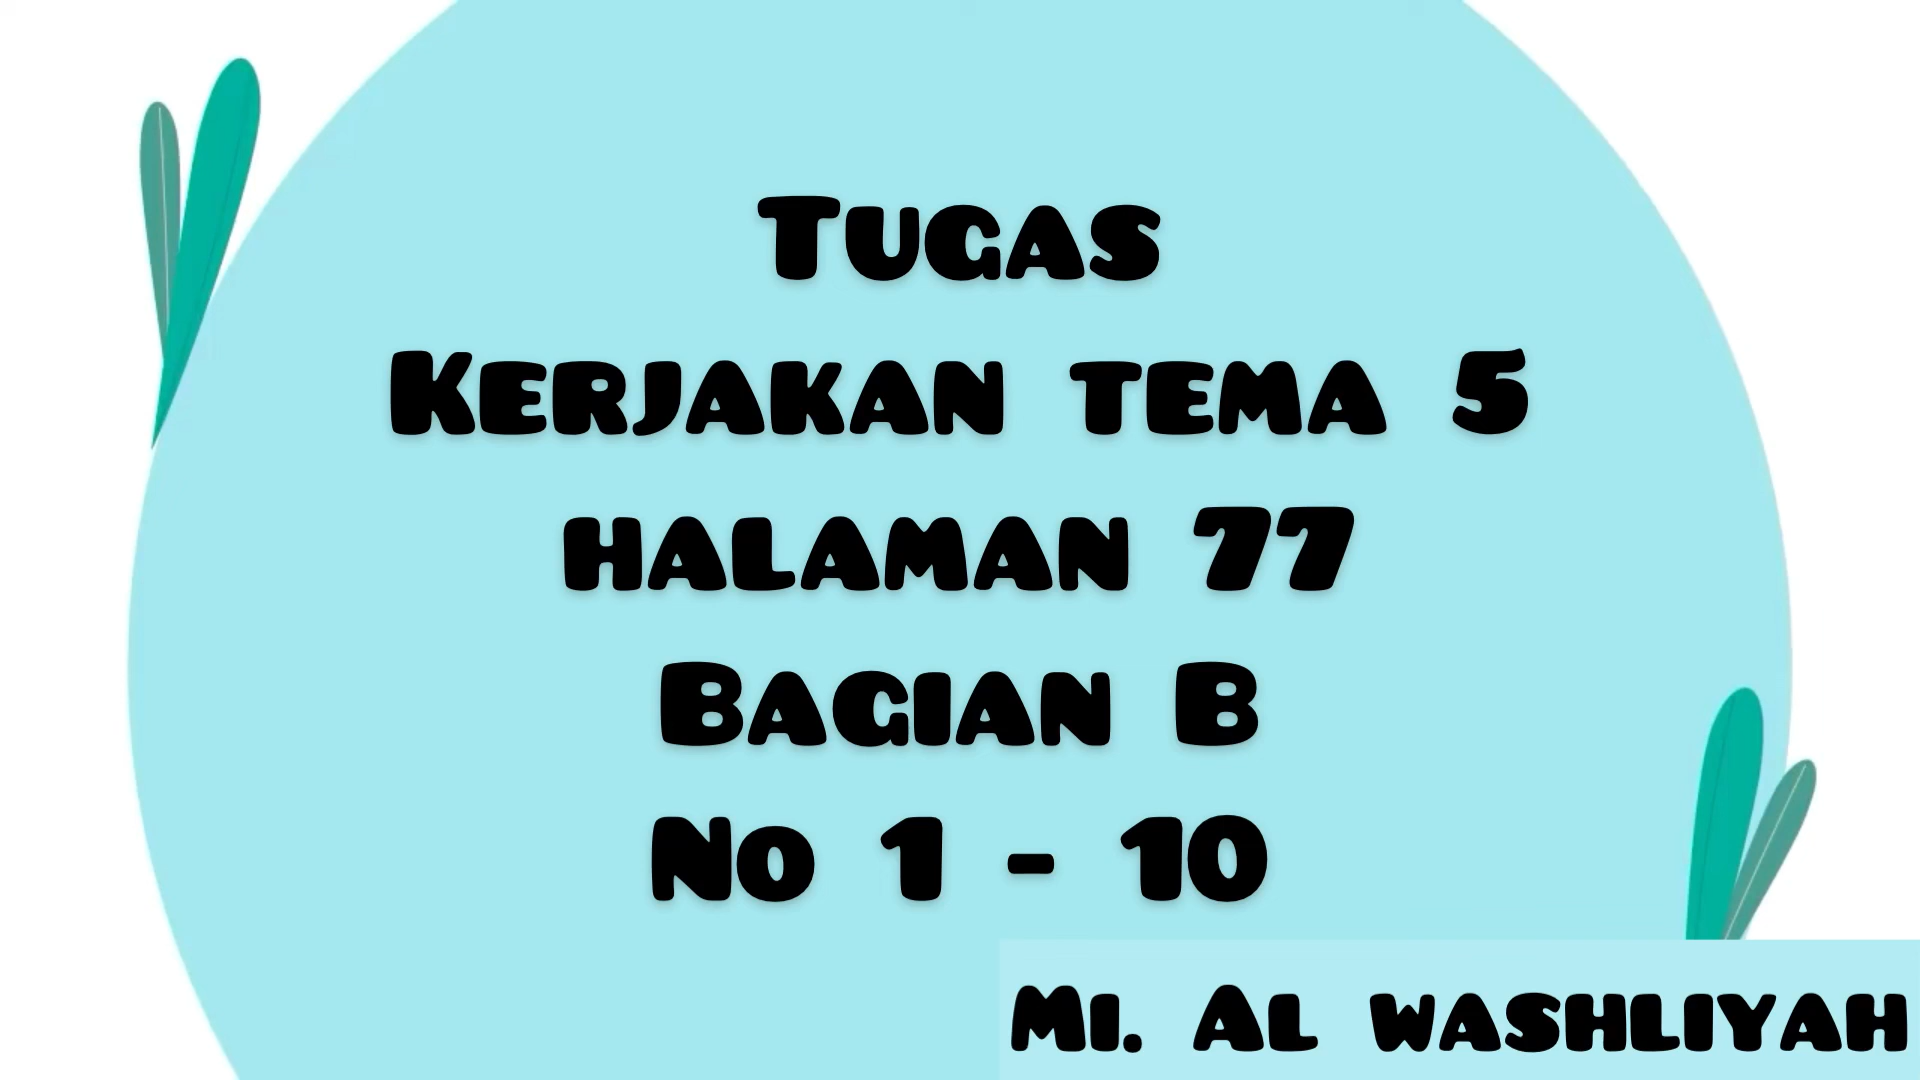 Tugas
Kerjakan tema 5
halaman 77
Bagian B
No 1 - 10
Mi. Al washliyah